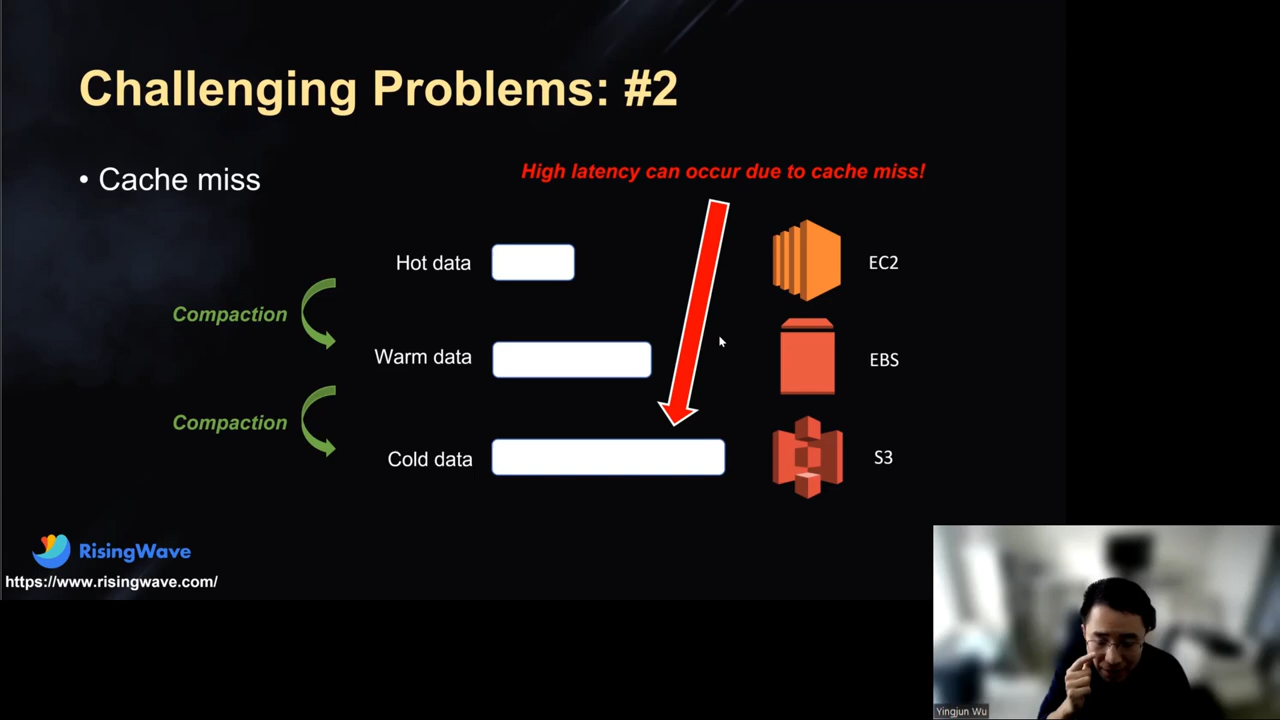 Challenging Problems: #2
• Cache miss
High latency can occur due to cache miss!
Hot data
EC2
Compaction
Warm data
EBS
Compaction
Cold data
S3
RisingWave
https://www.risingwave.com/
Yingjun Wu